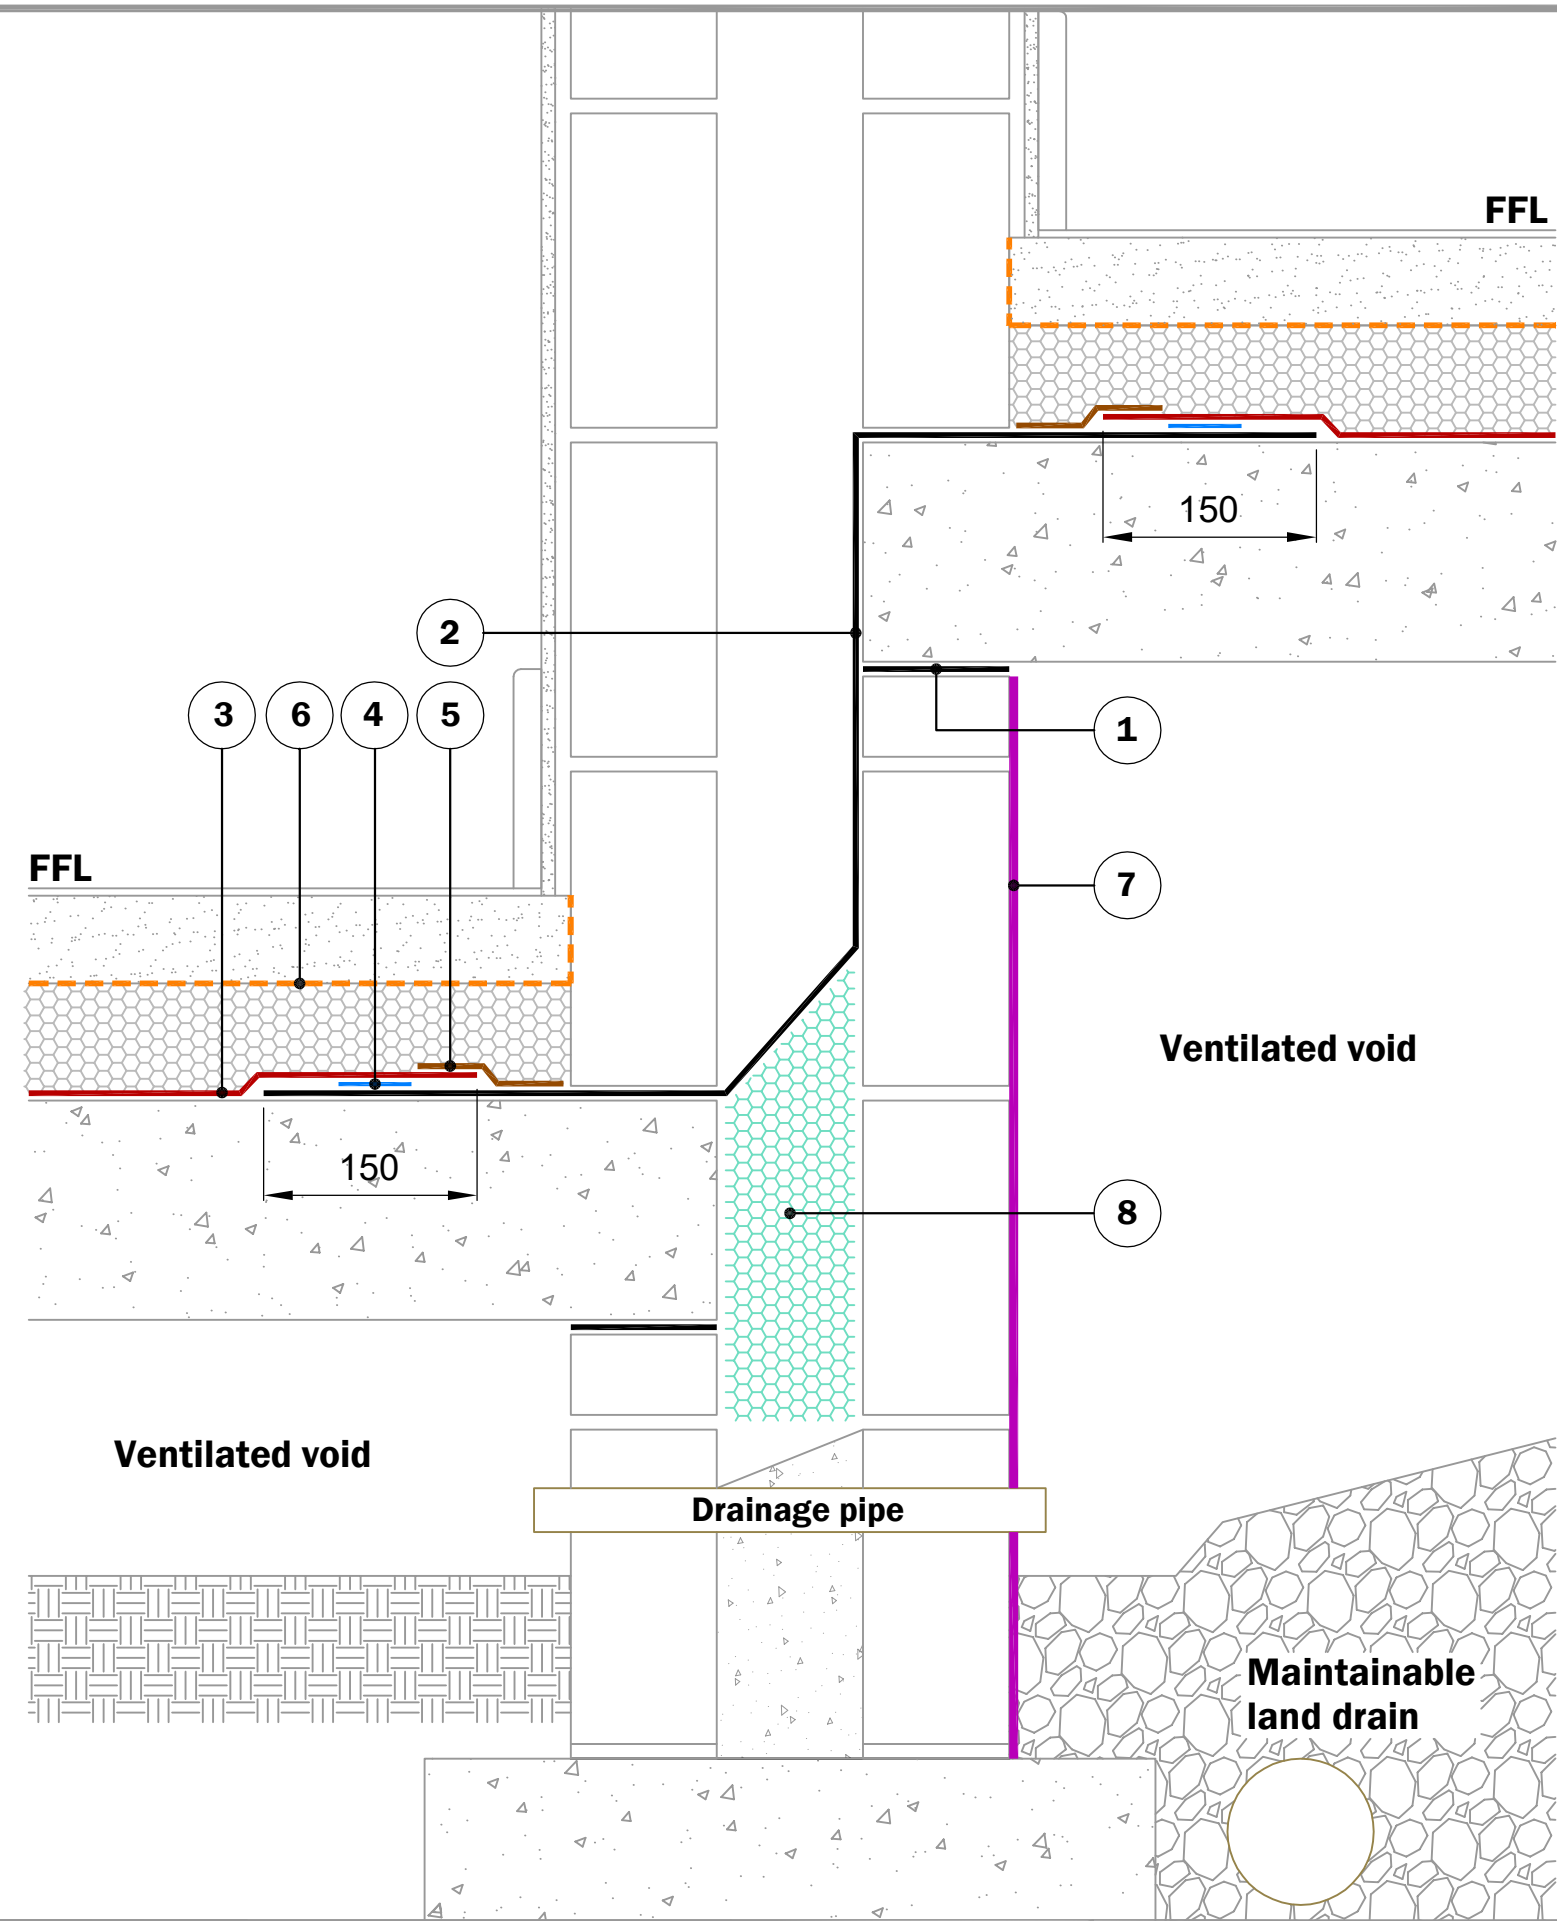 FFL
150
2
3
6
4
5
1
FFL
7
Ventilated void
150
8
Ventilated void
Drainage pipe
Maintainable
land drain